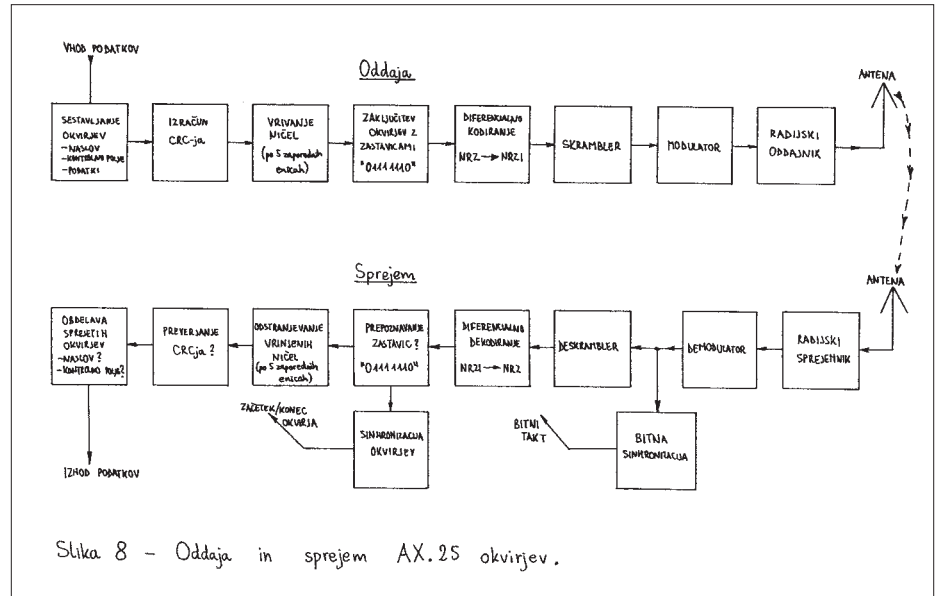 VHOD PODATKOV
Oddaja
ANTENA
SESTAVLJANJE
OKVIRJEV
-NASLOV
-KONTROLNO POLJE
-PODATKI
IZRAČUN
CRC-ja
VRIVANJE
NIČEL
(po 5 zaporednih
enicah)
ZAKLJUČITEV
OKVIRJEV Z
ZASTAVICAMI
"01111110"
DIFERENCIALNO
KODIRANJE
NRZ → NRZI
SKRAMBLER
MODULATOR
RADIJSKI
ODDAJNIK
Sprejem
ANTENA
OBDELAVA
SPREJETIH
OKVIRJEV
-NASLOV?
-KONTROLNO POLJE?
PREVERJANJE
CRCja?
ODSTRANJEVANJE
VRINJENIH
NIČEL
(po 5 zaporednih
enicah)
PREPOZNAVANJE
ZASTAVIC?
"01111110"
DIFERENCIALNO
DEKODIRANJE
NRZI → NRZ
DESKRAMBLER
DEMODULATOR
RADIJSKI
SPREJEMNIK
ZAČETEK/KONEC
OKVIRJA
SINHRONIZACIJA
OKVIRJEV
BITNI
TAKT
BITNA
SINHRONIZACIJA
IZHOD PODATKOV
Slika 8 - Oddaja in sprejem AX.25 okvirjev.